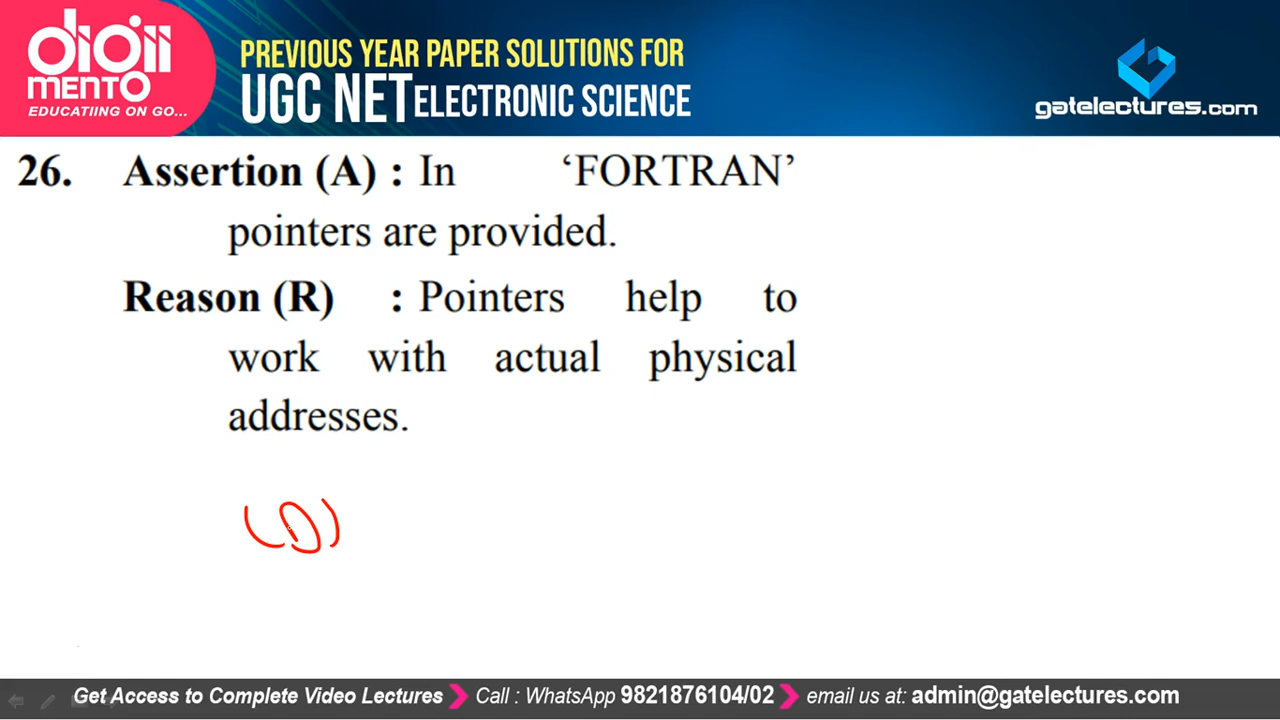 digii
MENTO
EDUCATIING ON GO...
PREVIOUS YEAR PAPER SOLUTIONS FOR
UGC NET ELECTRONIC SCIENCE
gatelectures.com
26. Assertion (A) : In 'FORTRAN'
pointers are provided.
Reason (R) : Pointers help to
work with actual physical
addresses.
(D)
Get Access to Complete Video Lectures Call : WhatsApp 9821876104/02 email us at: admin@gatelectures.com